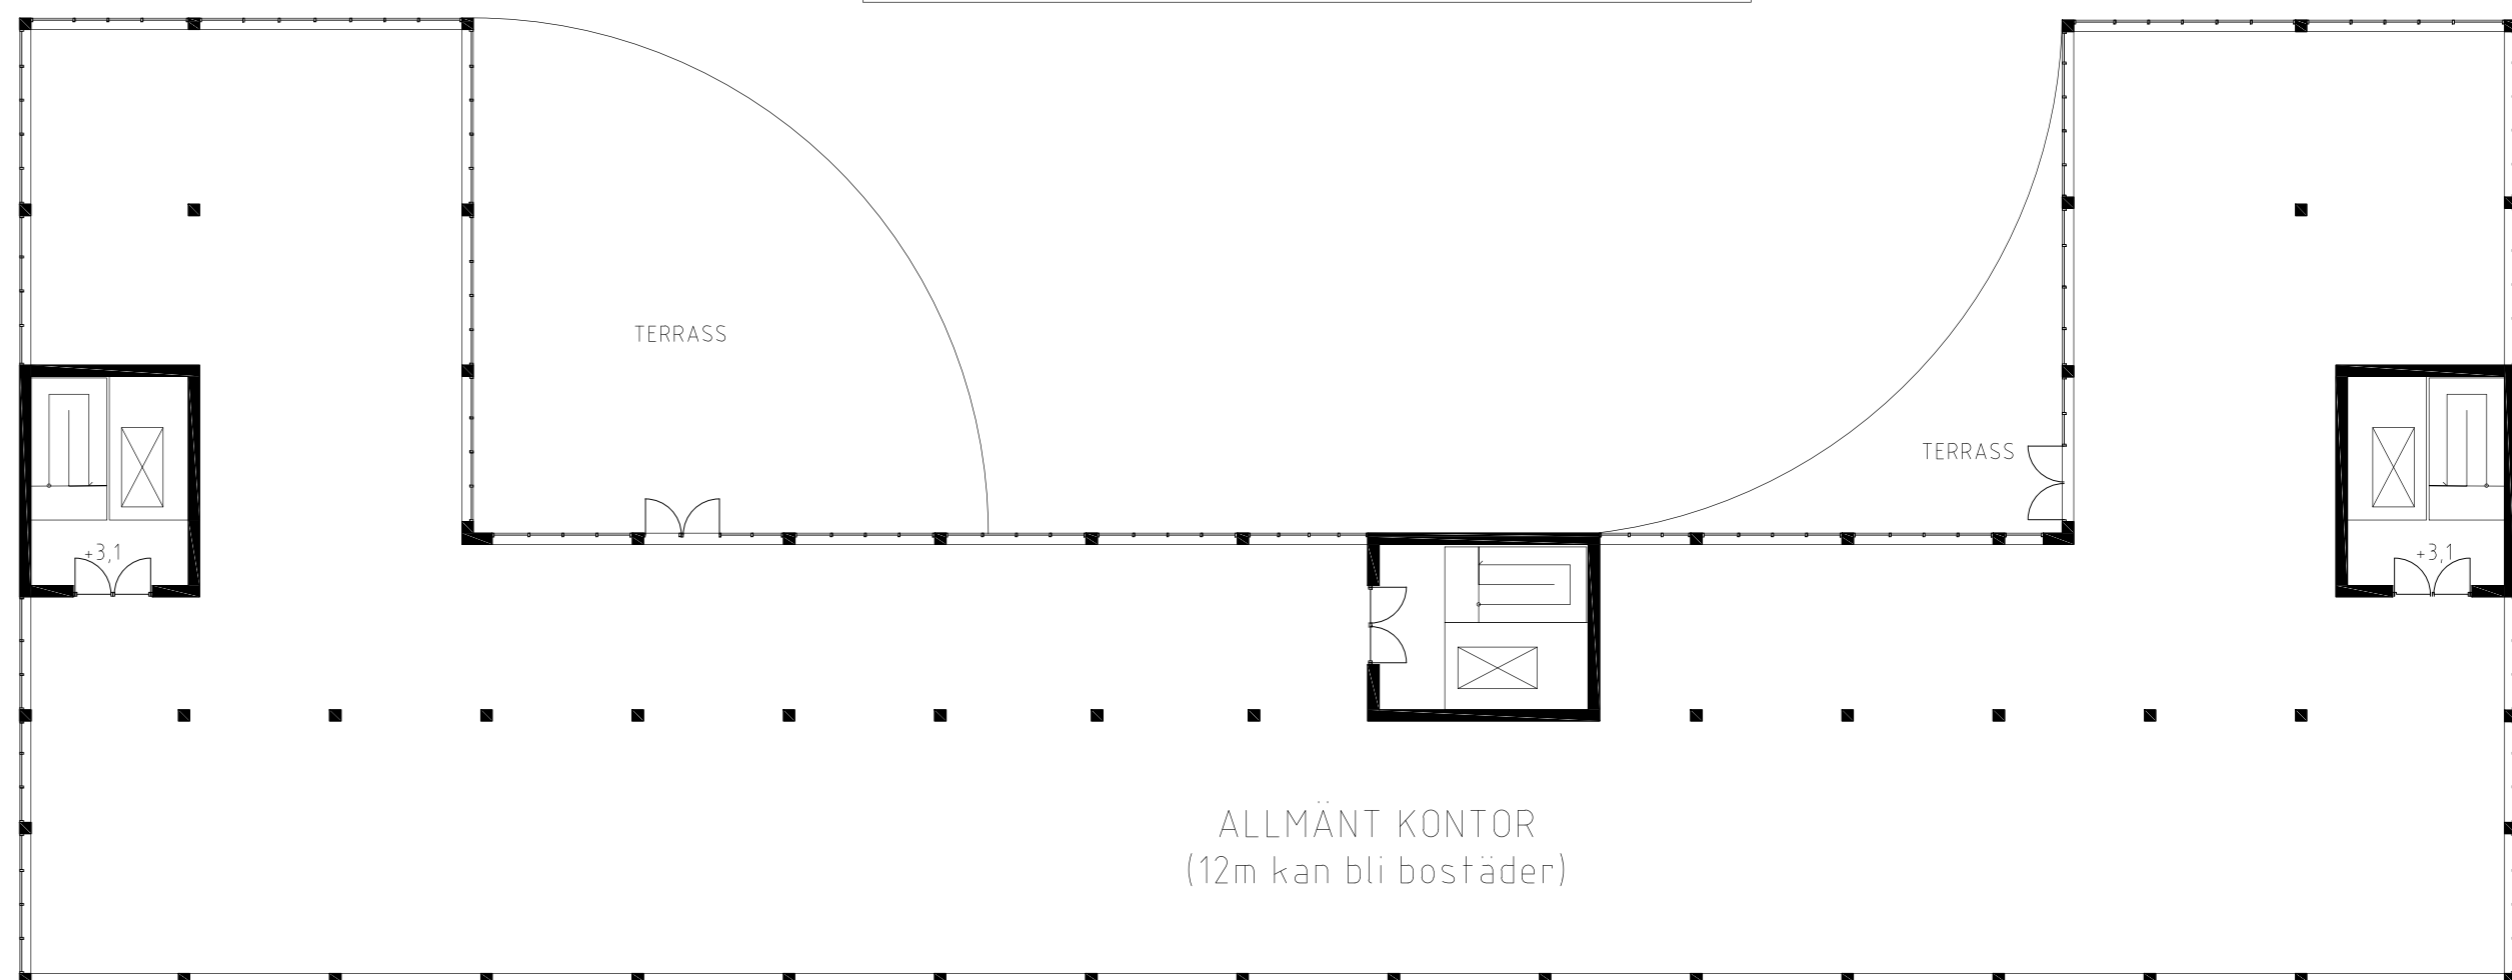 TERRASS
TERRASS
+3,1
+3,1
ALLMÄNT KONTOR
(12m kan bli bostäder)